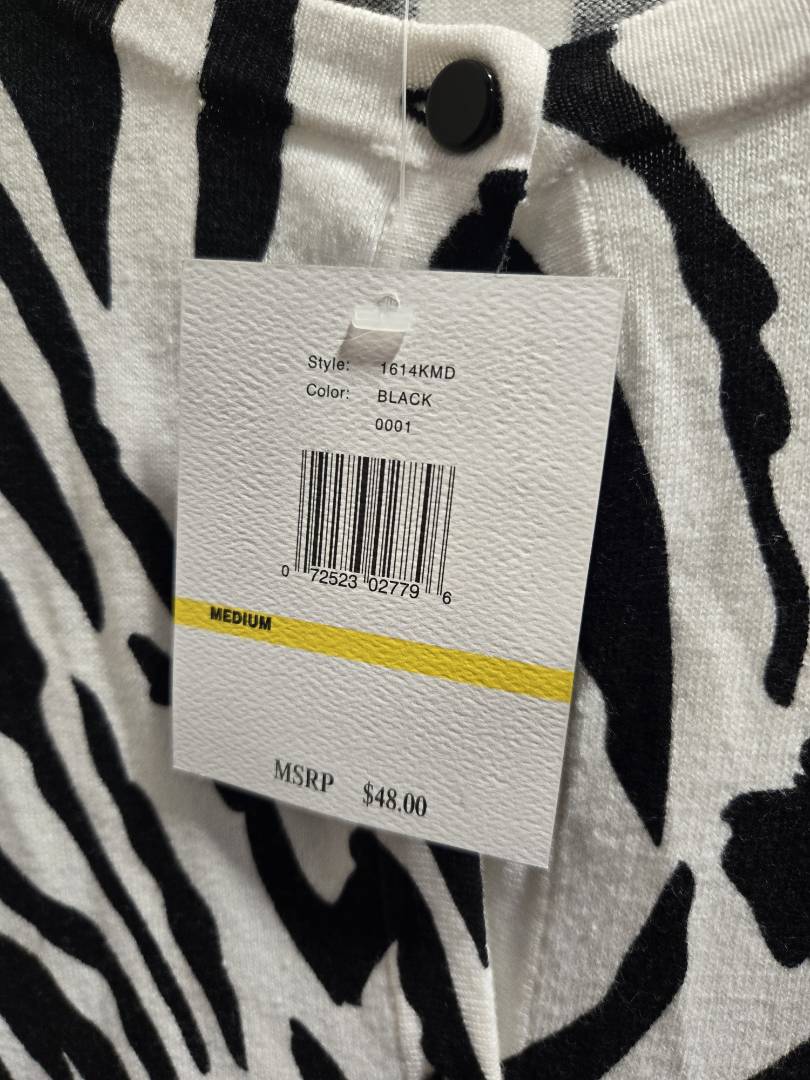 Style: 1614KMD
Color: BLACK
0001
0 72523 02779 6
MEDIUM
MSRP $48.00